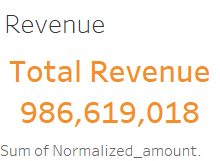 Revenue
Total Revenue
986,619,018
Sum of Normalized_amount.